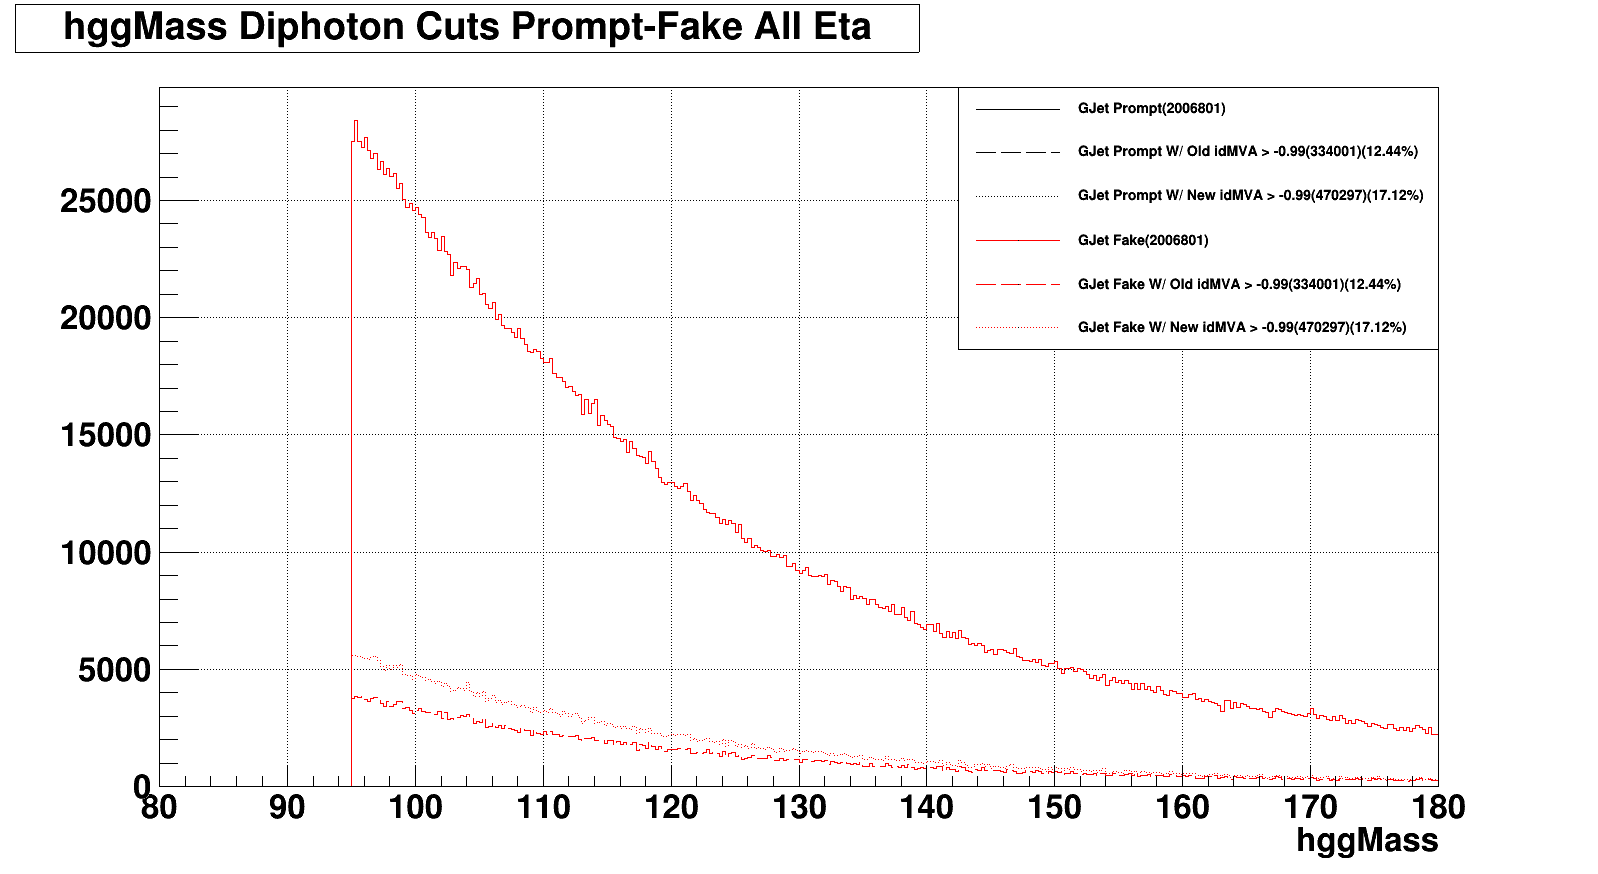 hggMass Diphoton Cuts Prompt-Fake All Eta
GJet Prompt(2006801)
GJet Prompt W/ Old idMVA > -0.99(334001)(12.44%)
GJet Prompt W/ New idMVA > -0.99(470297)(17.12%)
GJet Fake(2006801)
GJet Fake W/ Old idMVA > -0.99(334001)(12.44%)
GJet Fake W/ New idMVA > -0.99(470297)(17.12%)
25000
20000
15000
10000
5000
0
80 90 100 110 120 130 140 150 160 170 180
hggMass